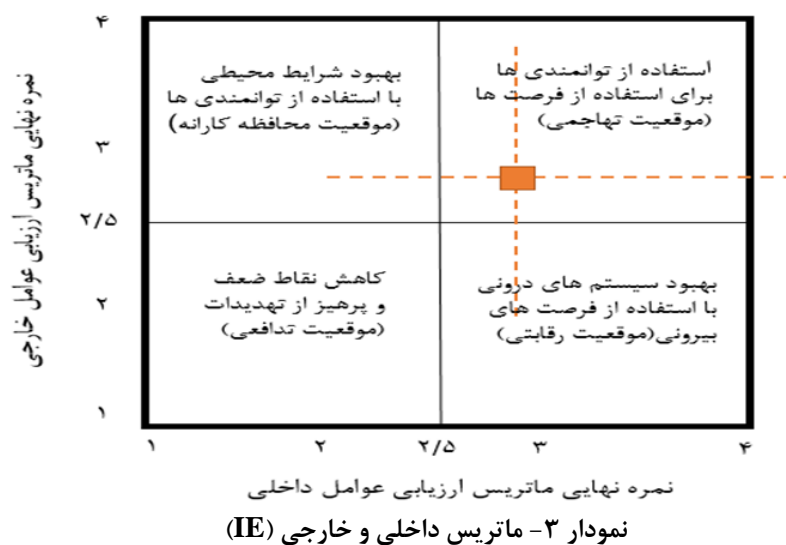 نمره نهایی ماتریس ارزیابی عوامل خارجی
۴
۳
۲/۵
۲
۱
استفاده از توانمندی ها
برای استفاده از فرصت ها
(موقعیت تهاجمی)
بهبود شرایط محیطی
با استفاده از توانمندی ها
(موقعیت محافظه کارانه)
بهبود سیستم های درونی
با استفاده از فرصت های
بیرونی(موقعیت رقابتی)
کاهش نقاط ضعف
و پرهیز از تهدیدات
(موقعیت تدافعی)
۱ ۲ ۲/۵ ۳ ۴
نمره نهایی ماتریس ارزیابی عوامل داخلی
نمودار ۳- ماتریس داخلی و خارجی (IE)